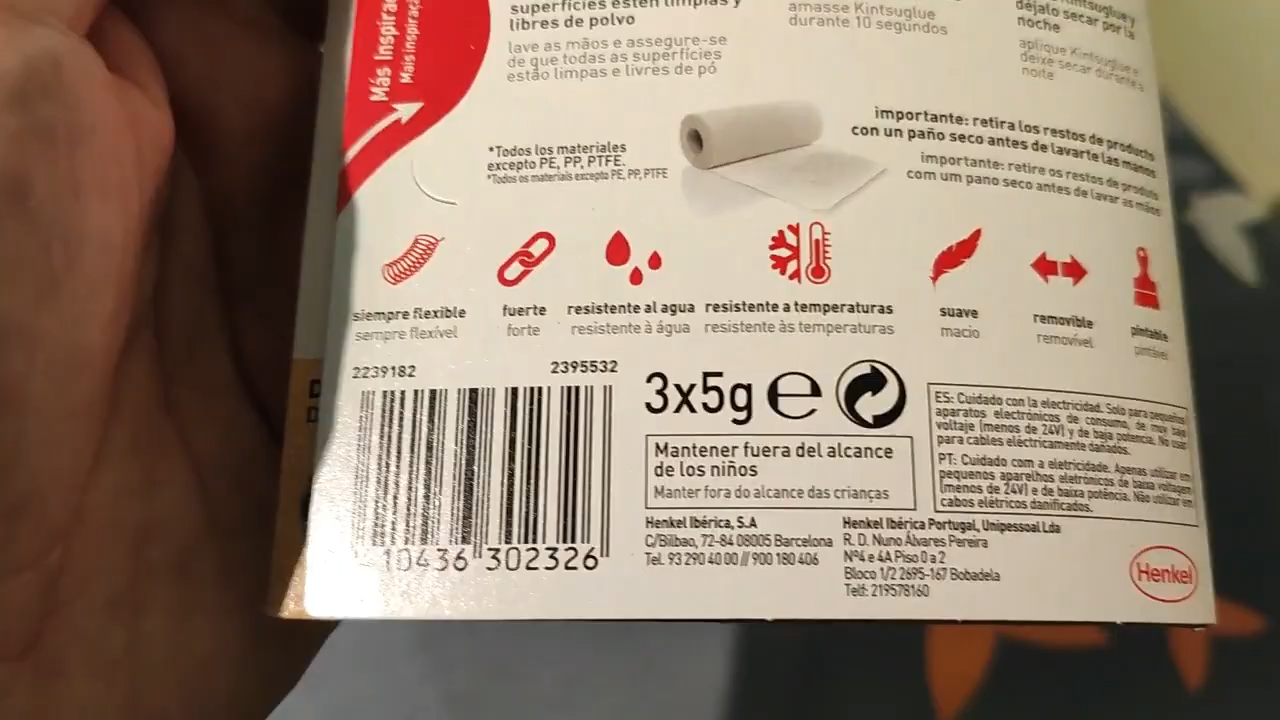 Más Inspirac
Mais inspiraçã
superficies estén limpias y
libres de polvo
lave as mãos e assegure-se
de que todas as superfícies
estão limpas e livres de pó
amasse Kintsuglue
durante 10 segundos
Kintsuglue y
déjalo secar por la
noche
aplique Kintsuglue e
deixe secar durante a
noite
*Todos los materiales
excepto PE, PP, PTFE.
*Todos os materiais excepto PE, PP, PTFE
importante: retira los restos de producto
con un paño seco antes de lavarte las manos
importante: retire os restos de produto
com um pano seco antes de lavar as mãos
siempre flexible
sempre flexível
fuerte
forte
resistente al agua
resistente à água
resistente a temperaturas
resistente às temperaturas
suave
macio
removible
removível
pintable
pintável
2239182
2395532
10436 302326
3x5g e
Mantener fuera del alcance
de los niños
Manter fora do alcance das crianças
ES: Cuidado con la electricidad. Solo para pequeños
aparatos electrónicos de consumo, de muy bajo
voltaje (menos de 24V) y de baja potencia. No usar
para cables eléctricamente dañados.
PT: Cuidado com a eletricidade. Apenas utilizar em
pequenos aparelhos eletrónicos de baixa voltagem
(menos de 24V) e de baixa potência. Não utilizar em
cabos elétricos danificados.
Henkel Ibérica, S.A
C/Bilbao, 72-84 08005 Barcelona
Tel. 93 290 40 00 // 900 180 406
Henkel Ibérica Portugal, Unipessoal Lda
R. D. Nuno Álvares Pereira
Nº4 e 4A Piso 0 a 2
Bloco 1/2 2695-167 Bobadela
Telf: 219578160
Henkel